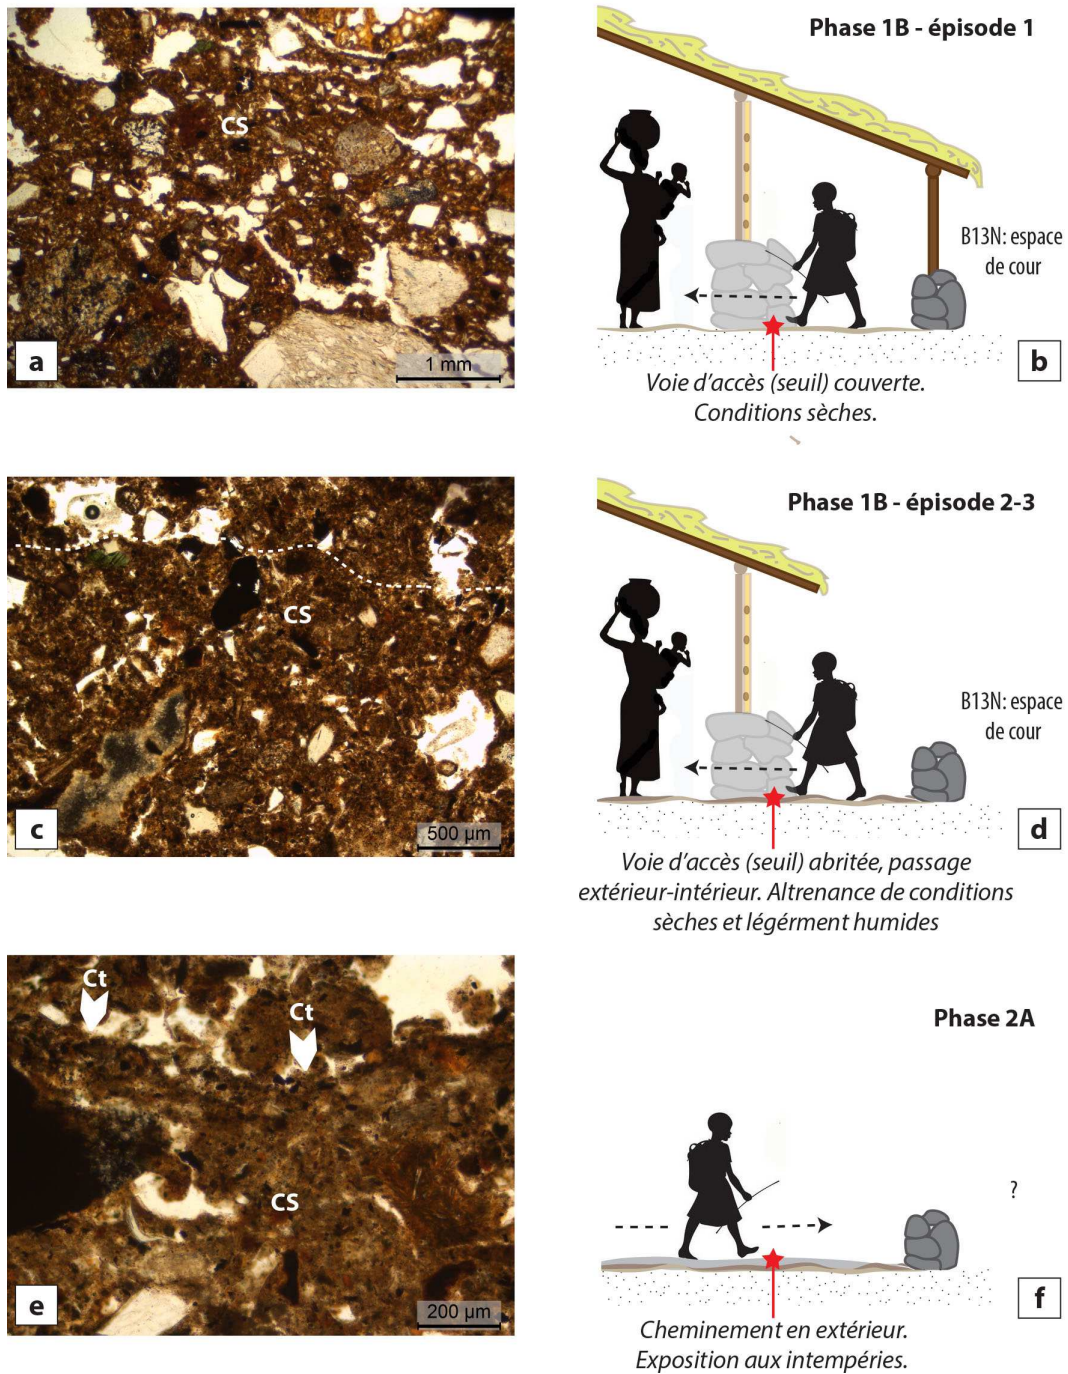 CS
1 mm
a
Phase 1B - épisode 1
B13N: espace
de cour
b
Voie d'accès (seuil) couverte.
Conditions sèches.
CS
500 µm
c
Phase 1B - épisode 2-3
B13N: espace
de cour
d
Voie d'accès (seuil) abritée, passage
extérieur-intérieur. Altrenance de conditions
sèches et légérment humides
Ct
Ct
CS
200 µm
e
Phase 2A
?
f
Cheminement en extérieur.
Exposition aux intempéries.